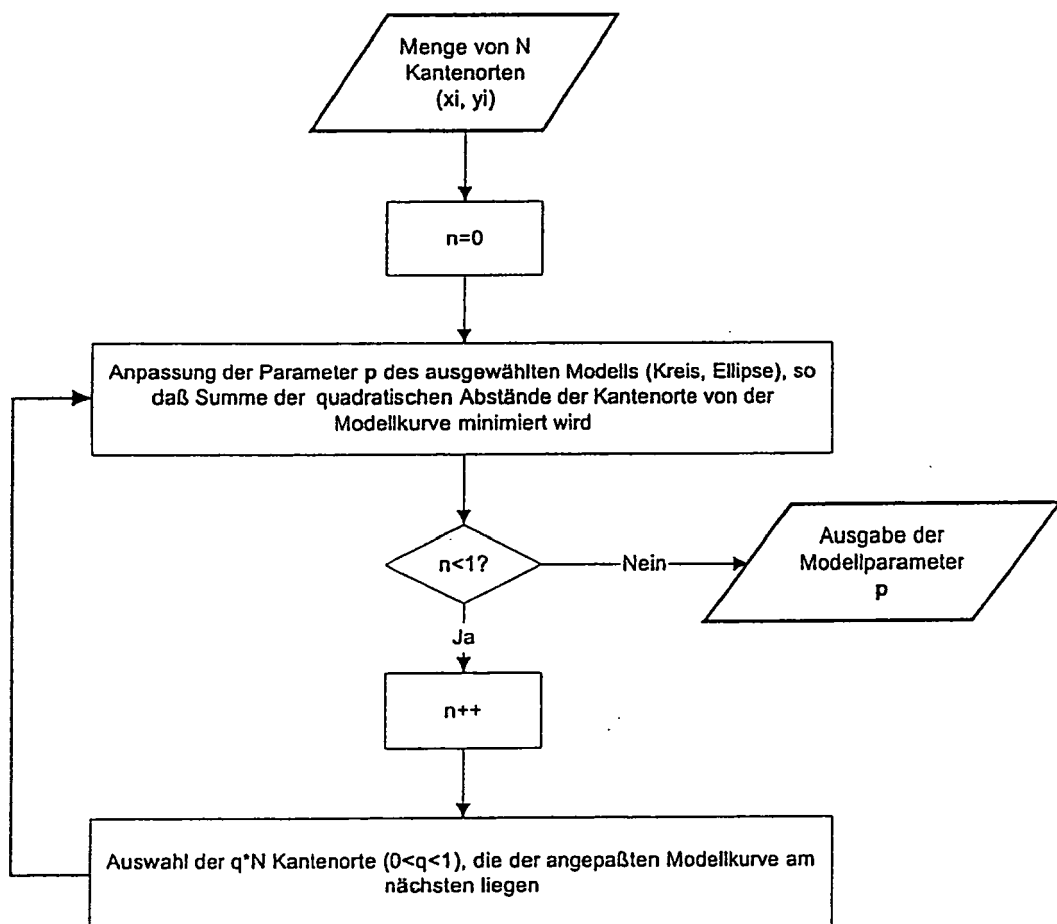 Menge von N
Kantenorten
(xi, yi)
n=0
Anpassung der Parameter p des ausgewählten Modells (Kreis, Ellipse), so
daß Summe der quadratischen Abstände der Kantenorte von der
Modellkurve minimiert wird
n<1?
Nein
Ausgabe der
Modellparameter
p
Ja
n++
Auswahl der q*N Kantenorte (0<q<1), die der angepaßten Modellkurve am
nächsten liegen